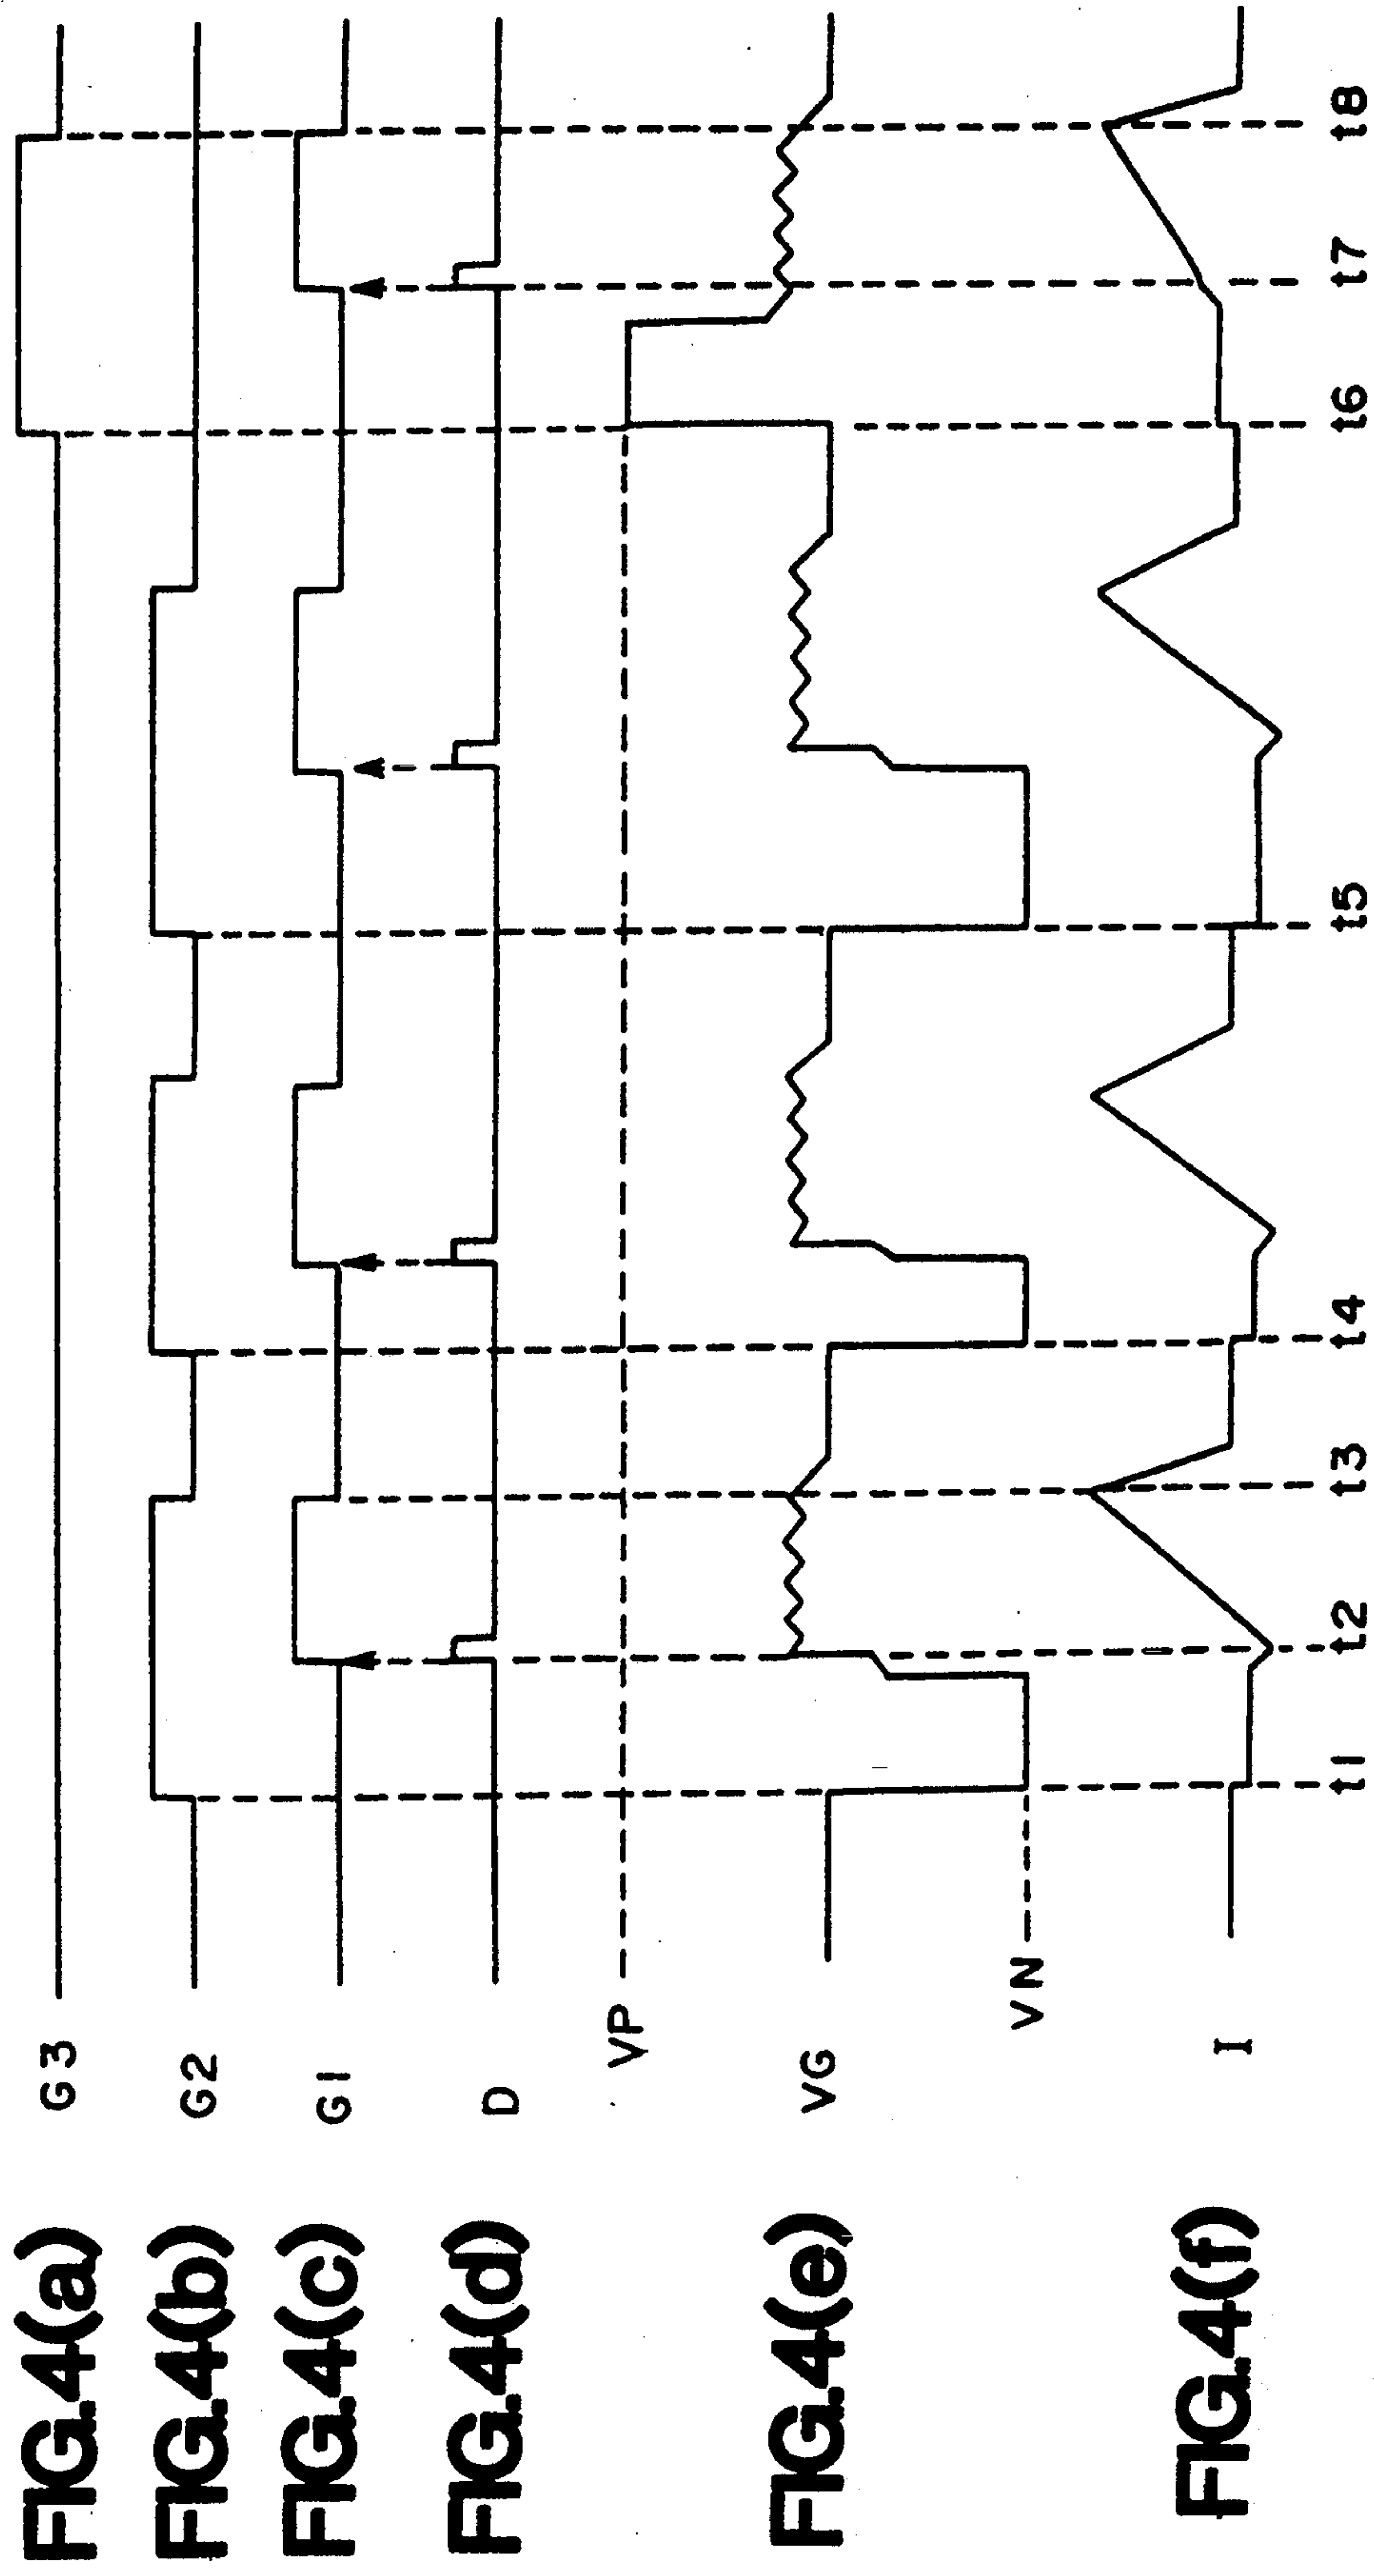 FIG.4(a) G3
FIG.4(b) G2
FIG.4(c) G1
FIG.4(d) D
VP
FIG.4(e) VG
VN
FIG.4(f) I
t1 t2 t3 t4 t5 t6 t7 t8